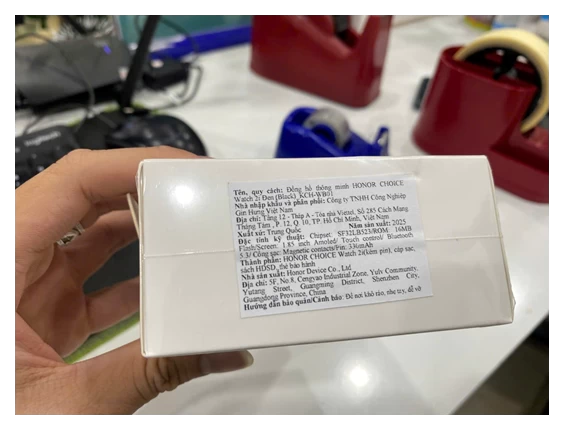 Tên, quy cách: Đồng hồ thông minh HONOR CHOICE
Watch 2i Đen (Black)_KCH-WB01
Nhà nhập khẩu và phân phối: Công ty TNHH Công Nghiệp
Gin Hưng Việt Nam
Địa chỉ: Tầng 12 - Tháp A - Tòa nhà Viettel, Số 285 Cách Mạng
Tháng Tám , P. 12, Q. 10, TP. Hồ Chí Minh, Việt Nam
Xuất xứ: Trung Quốc Năm sản xuất: 2025
Đặc tính kỹ thuật: Chipset: SF32LB523/ROM: 16MB
Flash/Screen: 1.85 inch Amoled/ Touch control/ Bluetooth
5.3/ Cổng sạc: Magnetic contacts/Pin: 330mAh
Thành phần: HONOR CHOICE Watch 2i(kèm pin), cáp sạc,
sách HDSD, thẻ bảo hành
Nhà sản xuất: Honor Device Co., Ltd.
Địa chỉ: 5F, No.8, Cengyao Industrial Zone, Yulv Community,
Yutang Street, Guangming District, Shenzhen City,
Guangdong Province, China
Hướng dẫn bảo quản/Cảnh báo: Để nơi khô ráo, nhẹ tay, dễ vỡ